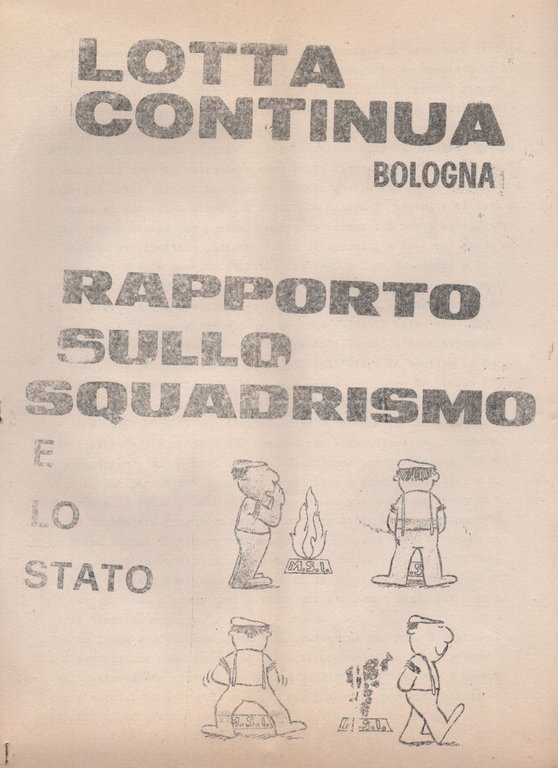 LOTTA
CONTINUA
BOLOGNA
RAPPORTO
SULLO
SQUADRISMO
E
LO
STATO
M.S.I.
M.S.I.
M.S.I.